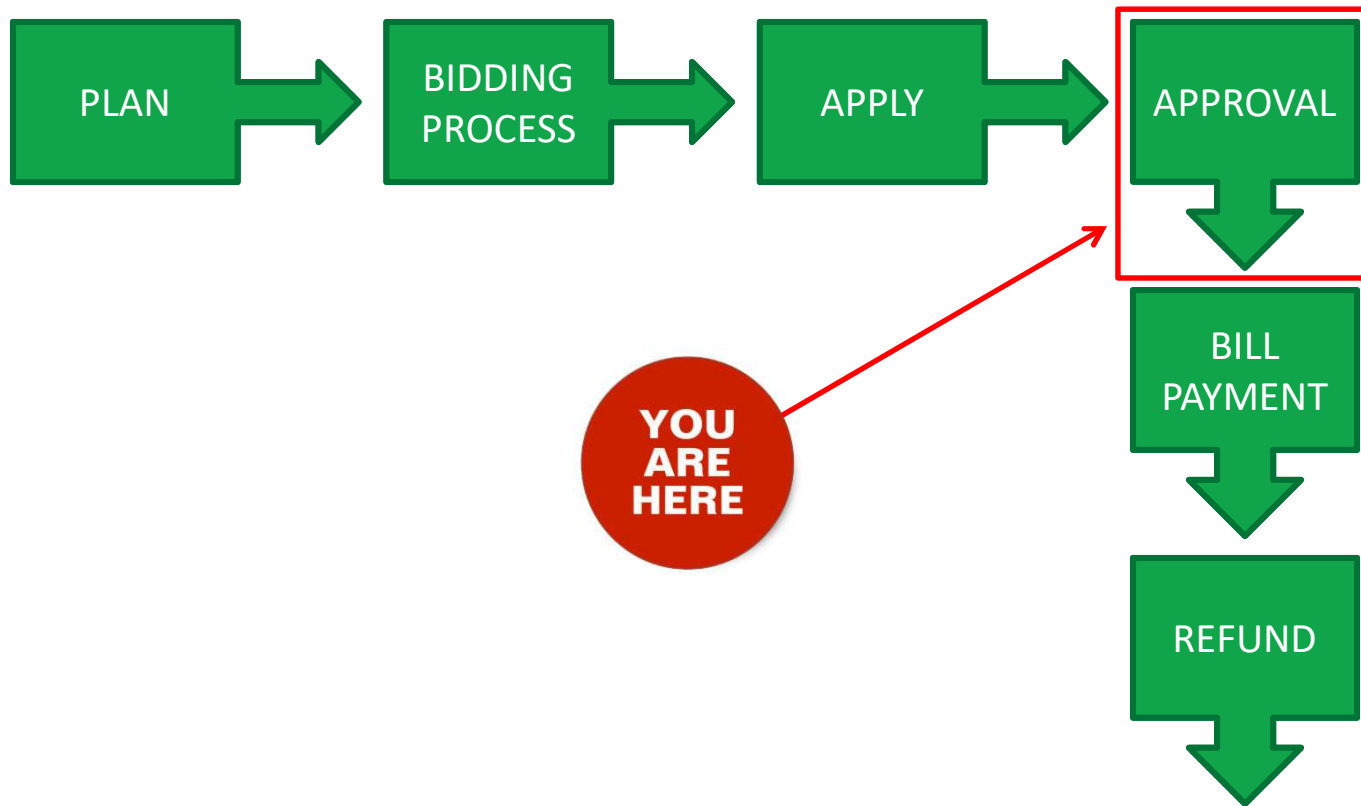 PLAN
BIDDING
PROCESS
APPLY
APPROVAL
BILL
PAYMENT
YOU
ARE
HERE
REFUND